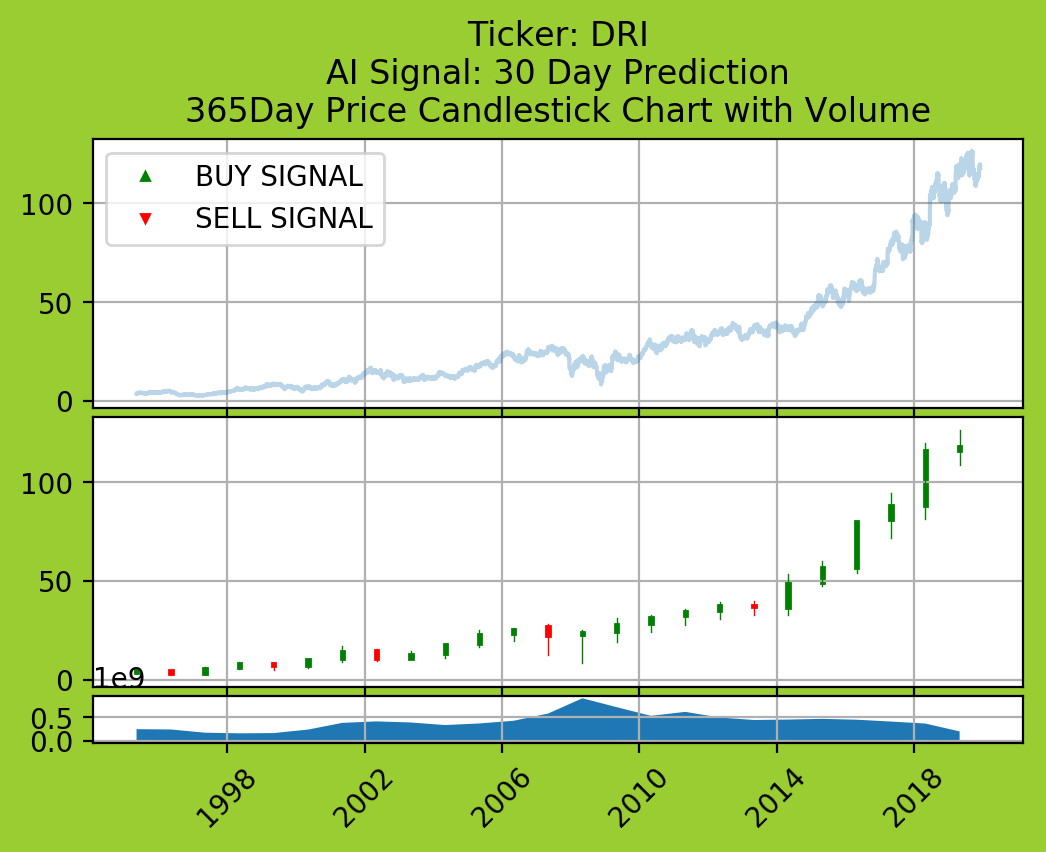 Ticker: DRI
AI Signal: 30 Day Prediction
365Day Price Candlestick Chart with Volume
BUY SIGNAL
SELL SIGNAL
100
50
0
100
50
0
1e9
0.5
0.0
1998
2002
2006
2010
2014
2018